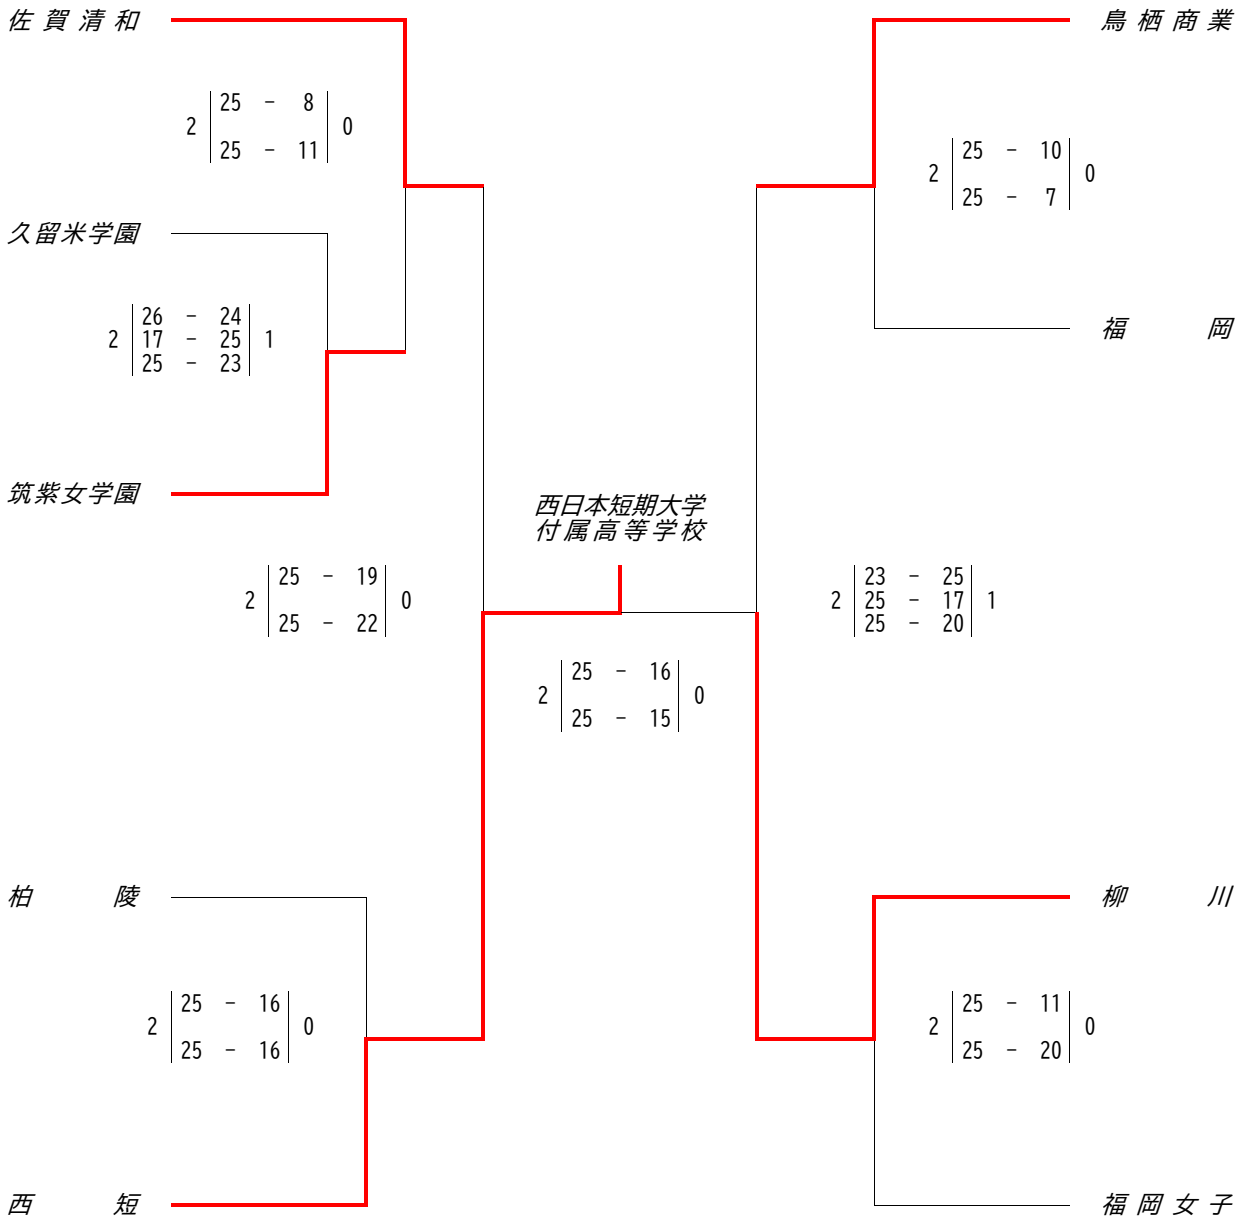 佐賀清和
2 25 - 8 0
25 - 11
久留米学園
26 - 24
2 17 - 25 1
25 - 23
筑紫女学園
2 25 - 19 0
25 - 22
柏陵
2 25 - 16 0
25 - 16
西短
西日本短期大学
付属高等学校
2 25 - 16 0
25 - 15
鳥栖商業
2 25 - 10 0
25 - 7
福岡
23 - 25
2 25 - 17 1
25 - 20
柳川
2 25 - 11 0
25 - 20
福岡女子